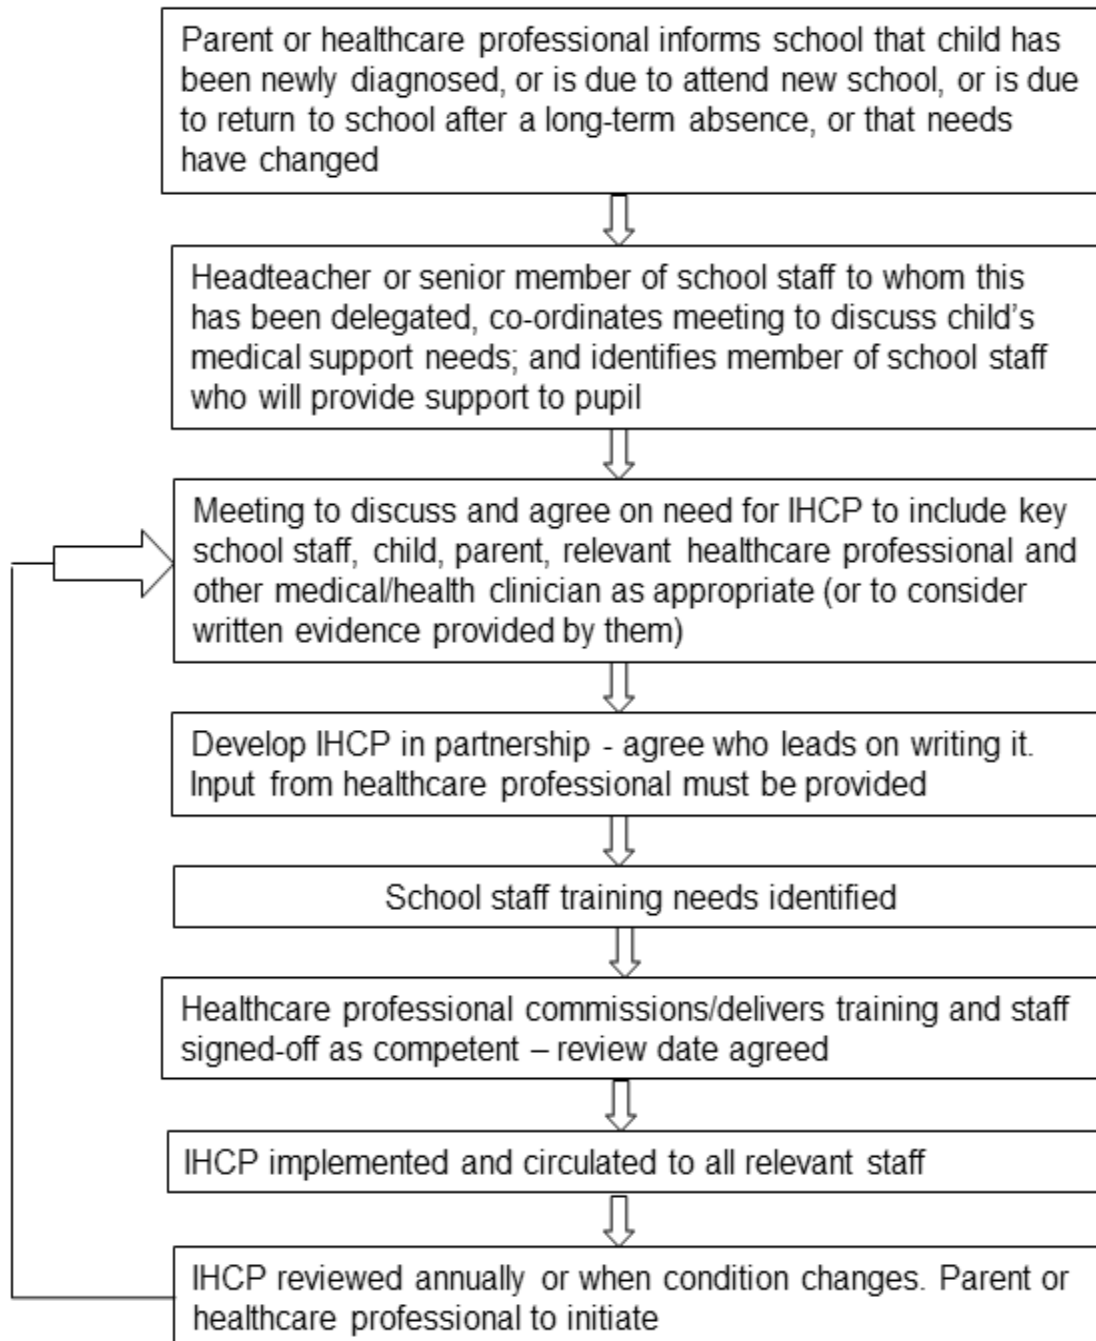 Parent or healthcare professional informs school that child has
been newly diagnosed, or is due to attend new school, or is due
to return to school after a long-term absence, or that needs
have changed
Headteacher or senior member of school staff to whom this
has been delegated, co-ordinates meeting to discuss child’s
medical support needs; and identifies member of school staff
who will provide support to pupil
Meeting to discuss and agree on need for IHCP to include key
school staff, child, parent, relevant healthcare professional and
other medical/health clinician as appropriate (or to consider
written evidence provided by them)
Develop IHCP in partnership - agree who leads on writing it.
Input from healthcare professional must be provided
School staff training needs identified
Healthcare professional commissions/delivers training and staff
signed-off as competent – review date agreed
IHCP implemented and circulated to all relevant staff
IHCP reviewed annually or when condition changes. Parent or
healthcare professional to initiate